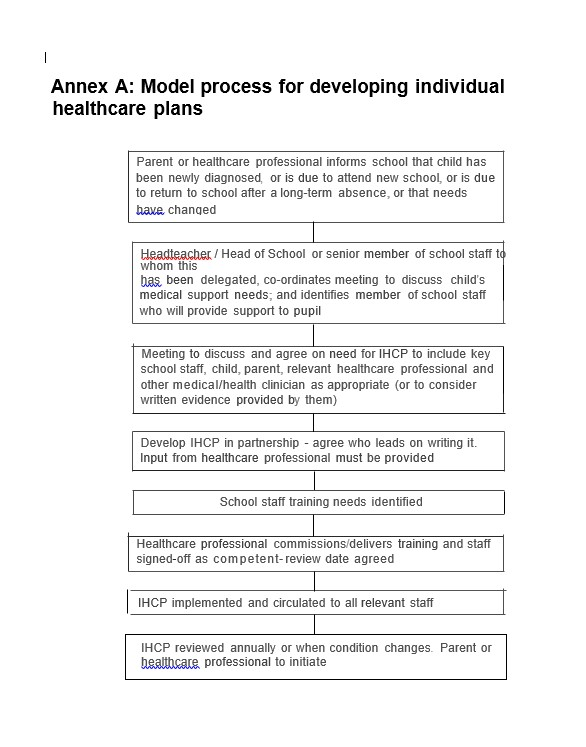 Annex A: Model process for developing individual
healthcare plans
Parent or healthcare professional informs school that child has
been newly diagnosed, or is due to attend new school, or is due
to return to school after a long-term absence, or that needs
have changed
Headteacher / Head of School or senior member of school staff to
whom this
has been delegated, co-ordinates meeting to discuss child's
medical support needs; and identifies member of school staff
who will provide support to pupil
Meeting to discuss and agree on need for IHCP to include key
school staff, child, parent, relevant healthcare professional and
other medical/health clinician as appropriate (or to consider
written evidence provided by them)
Develop IHCP in partnership - agree who leads on writing it.
Input from healthcare professional must be provided
School staff training needs identified
Healthcare professional commissions/delivers training and staff
signed-off as competent-review date agreed
IHCP implemented and circulated to all relevant staff
IHCP reviewed annually or when condition changes. Parent or
healthcare professional to initiate